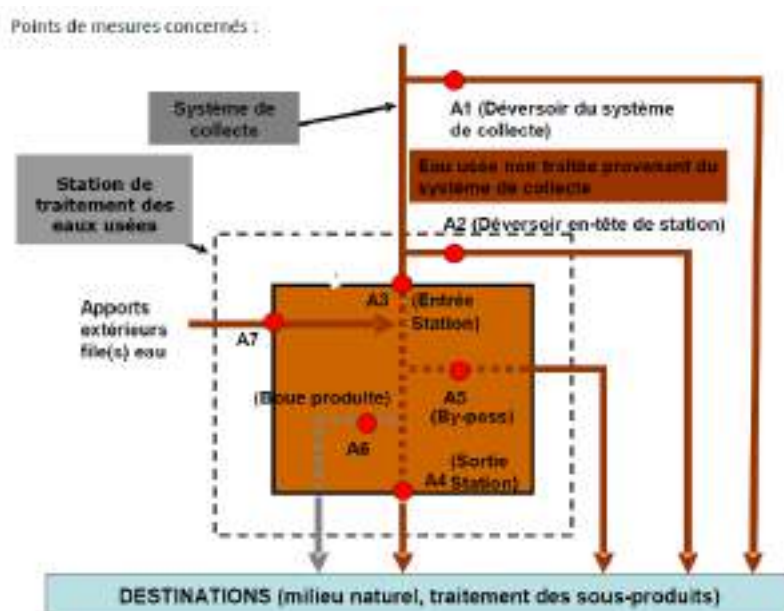 Points de mesures concernés :
Système de
collecte
A1 (Déversoir du système
de collecte)
Eau usée non traitée provenant du
système de collecte
Station de
traitement des
eaux usées
A2 (Déversoir en-tête de station)
A3
(Entrée
Station)
Apports
extérieurs
file(s) eau
A7
(Boue produite)
A5
(By-pass)
A6
(Sortie
A4 Station)
DESTINATIONS (milieu naturel, traitement des sous-produits)